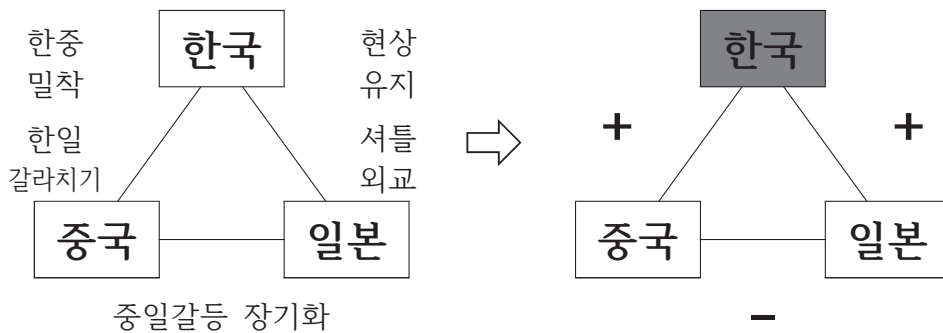 한중
밀착
한국
현상
유지
한일
갈라치기
셔틀
외교
중국
일본
중일갈등 장기화
한국
+
+
중국
일본
-